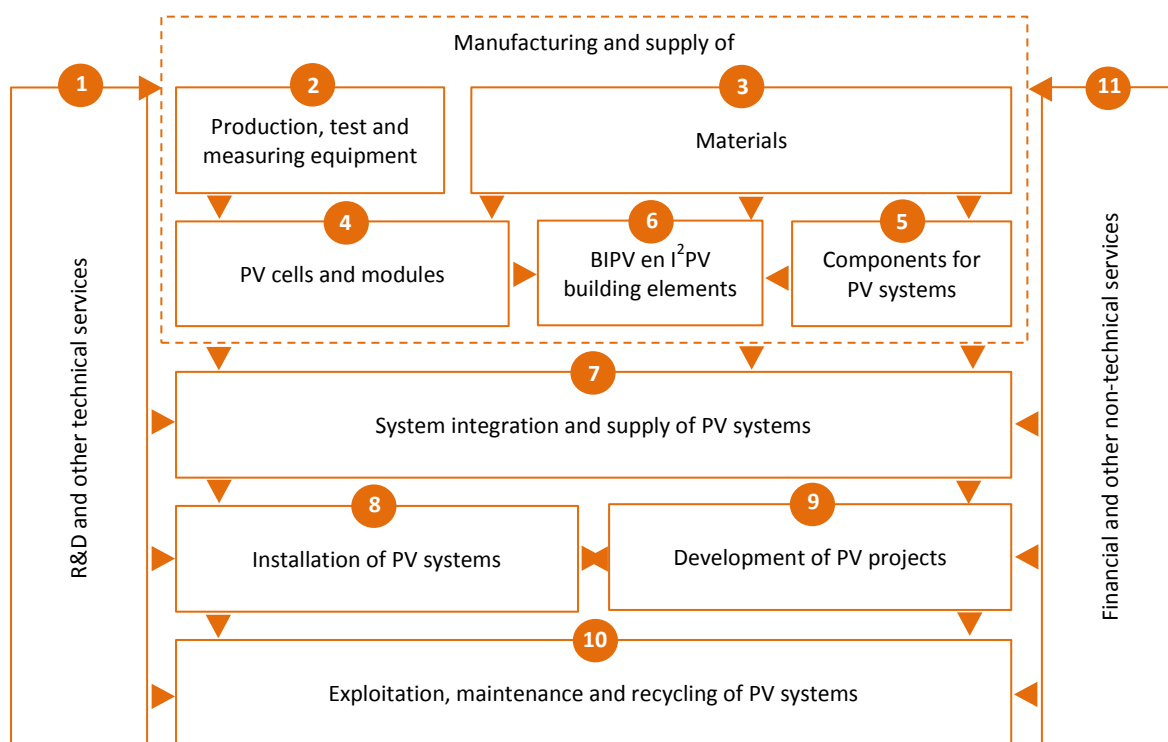 Manufacturing and supply of
1
2
3
11
Production, test and
measuring equipment
Materials
4
6
5
PV cells and modules
BIPV en I²PV
building elements
Components for
PV systems
7
System integration and supply of PV systems
8
9
Installation of PV systems
Development of PV projects
10
Exploitation, maintenance and recycling of PV systems
R&D and other technical services
Financial and other non-technical services